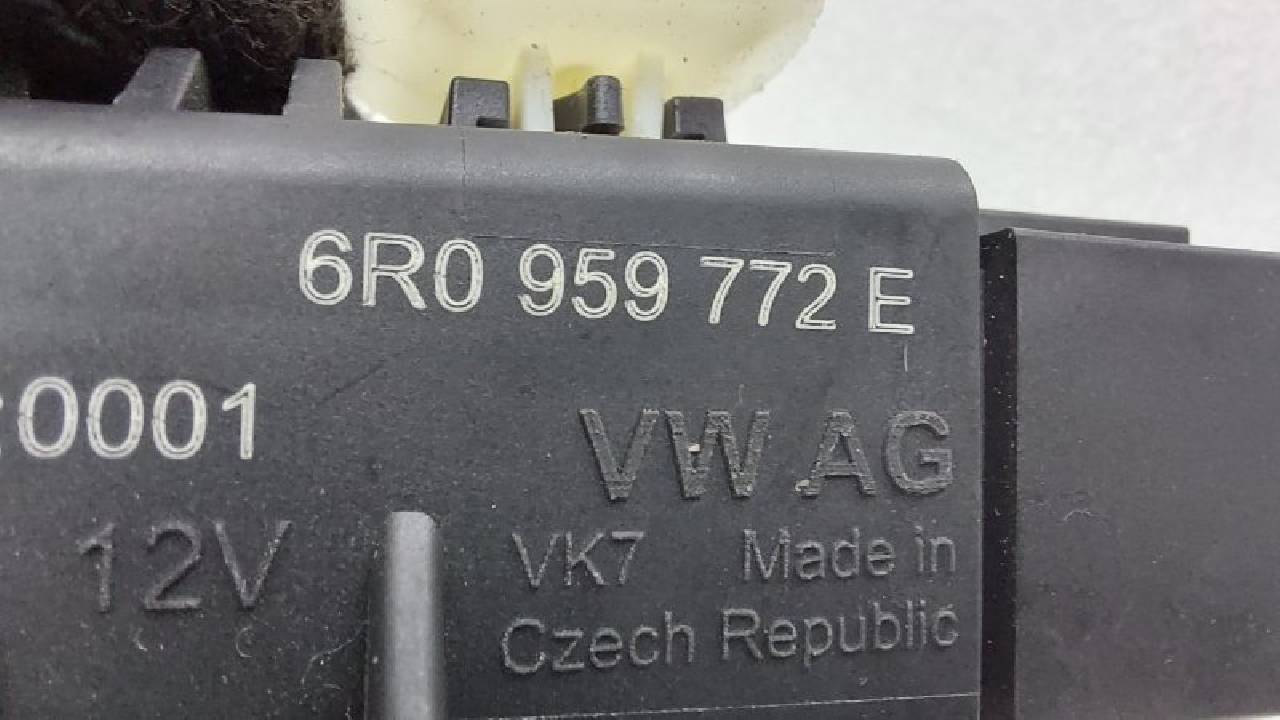 6R0 959 772 E
:0001
VW AG
12V
VK7 Made in
Czech Republic